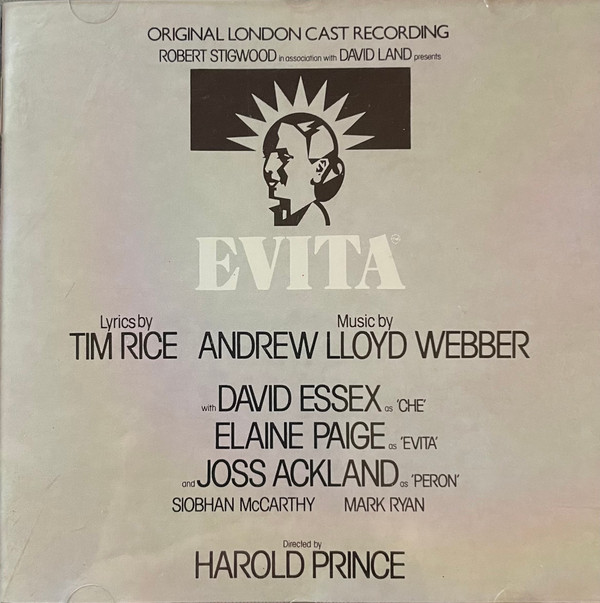 ORIGINAL LONDON CAST RECORDING
ROBERT STIGWOOD in association with DAVID LAND presents
EVITA
Lyrics by
TIM RICE
Music by
ANDREW LLOYD WEBBER
with DAVID ESSEX as 'CHE'
ELAINE PAIGE as 'EVITA'
and JOSS ACKLAND as 'PERON'
SIOBHAN McCARTHY MARK RYAN
Directed by
HAROLD PRINCE